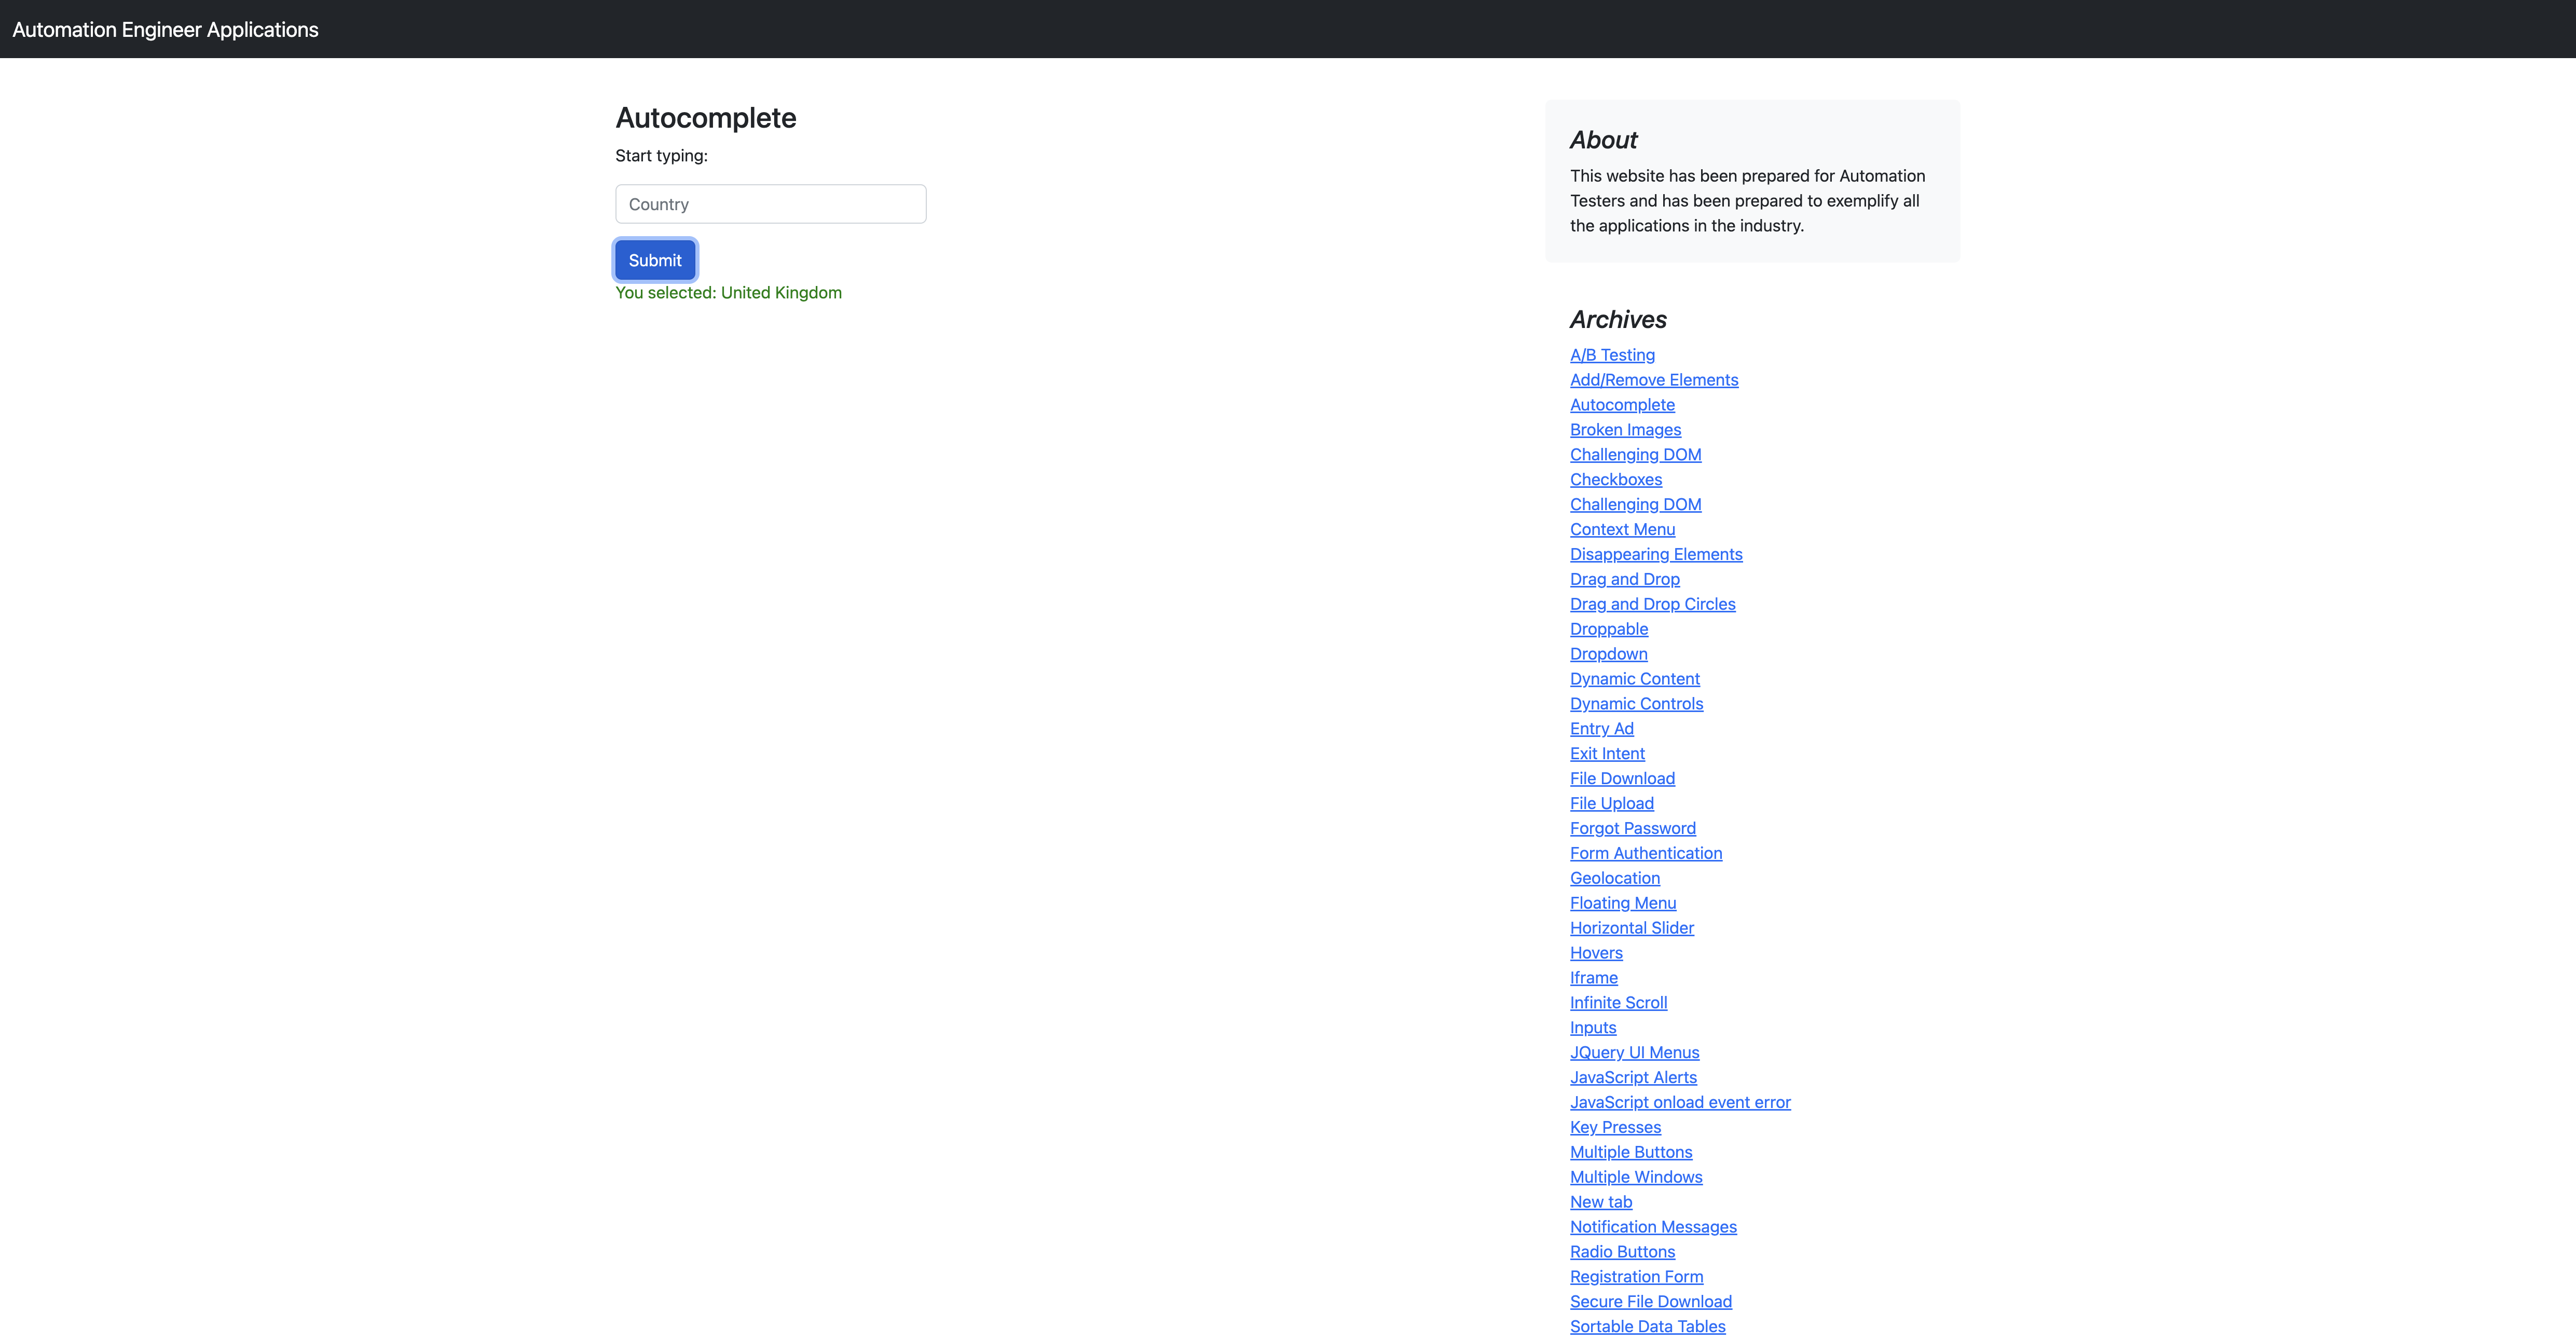 Automation Engineer Applications
Autocomplete
Start typing:
Country
Submit
You selected: United Kingdom
About
This website has been prepared for Automation
Testers and has been prepared to exemplify all
the applications in the industry.
Archives
A/B Testing
Add/Remove Elements
Autocomplete
Broken Images
Challenging DOM
Checkboxes
Challenging DOM
Context Menu
Disappearing Elements
Drag and Drop
Drag and Drop Circles
Droppable
Dropdown
Dynamic Content
Dynamic Controls
Entry Ad
Exit Intent
File Download
File Upload
Forgot Password
Form Authentication
Geolocation
Floating Menu
Horizontal Slider
Hovers
Iframe
Infinite Scroll
Inputs
JQuery UI Menus
JavaScript Alerts
JavaScript onload event error
Key Presses
Multiple Buttons
Multiple Windows
New tab
Notification Messages
Radio Buttons
Registration Form
Secure File Download
Sortable Data Tables